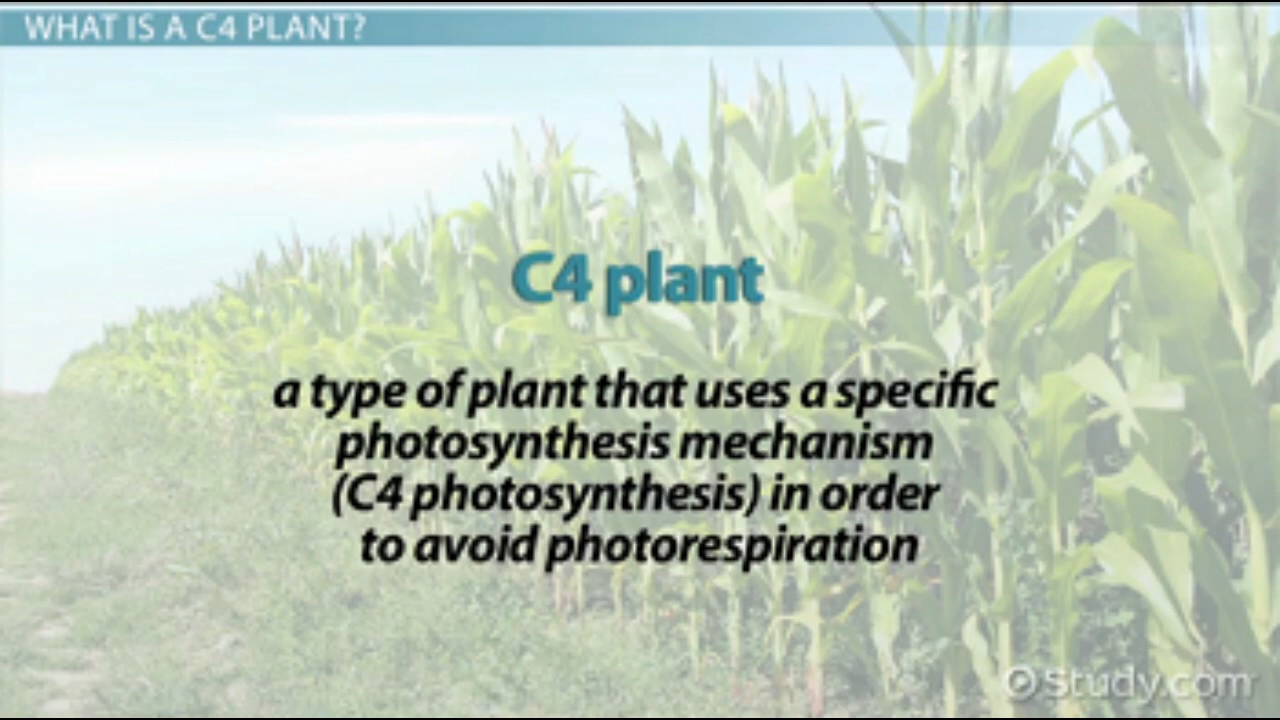 WHAT IS A C4 PLANT?
C4 plant
a type of plant that uses a specific
photosynthesis mechanism
(C4 photosynthesis) in order
to avoid photorespiration
Study.com